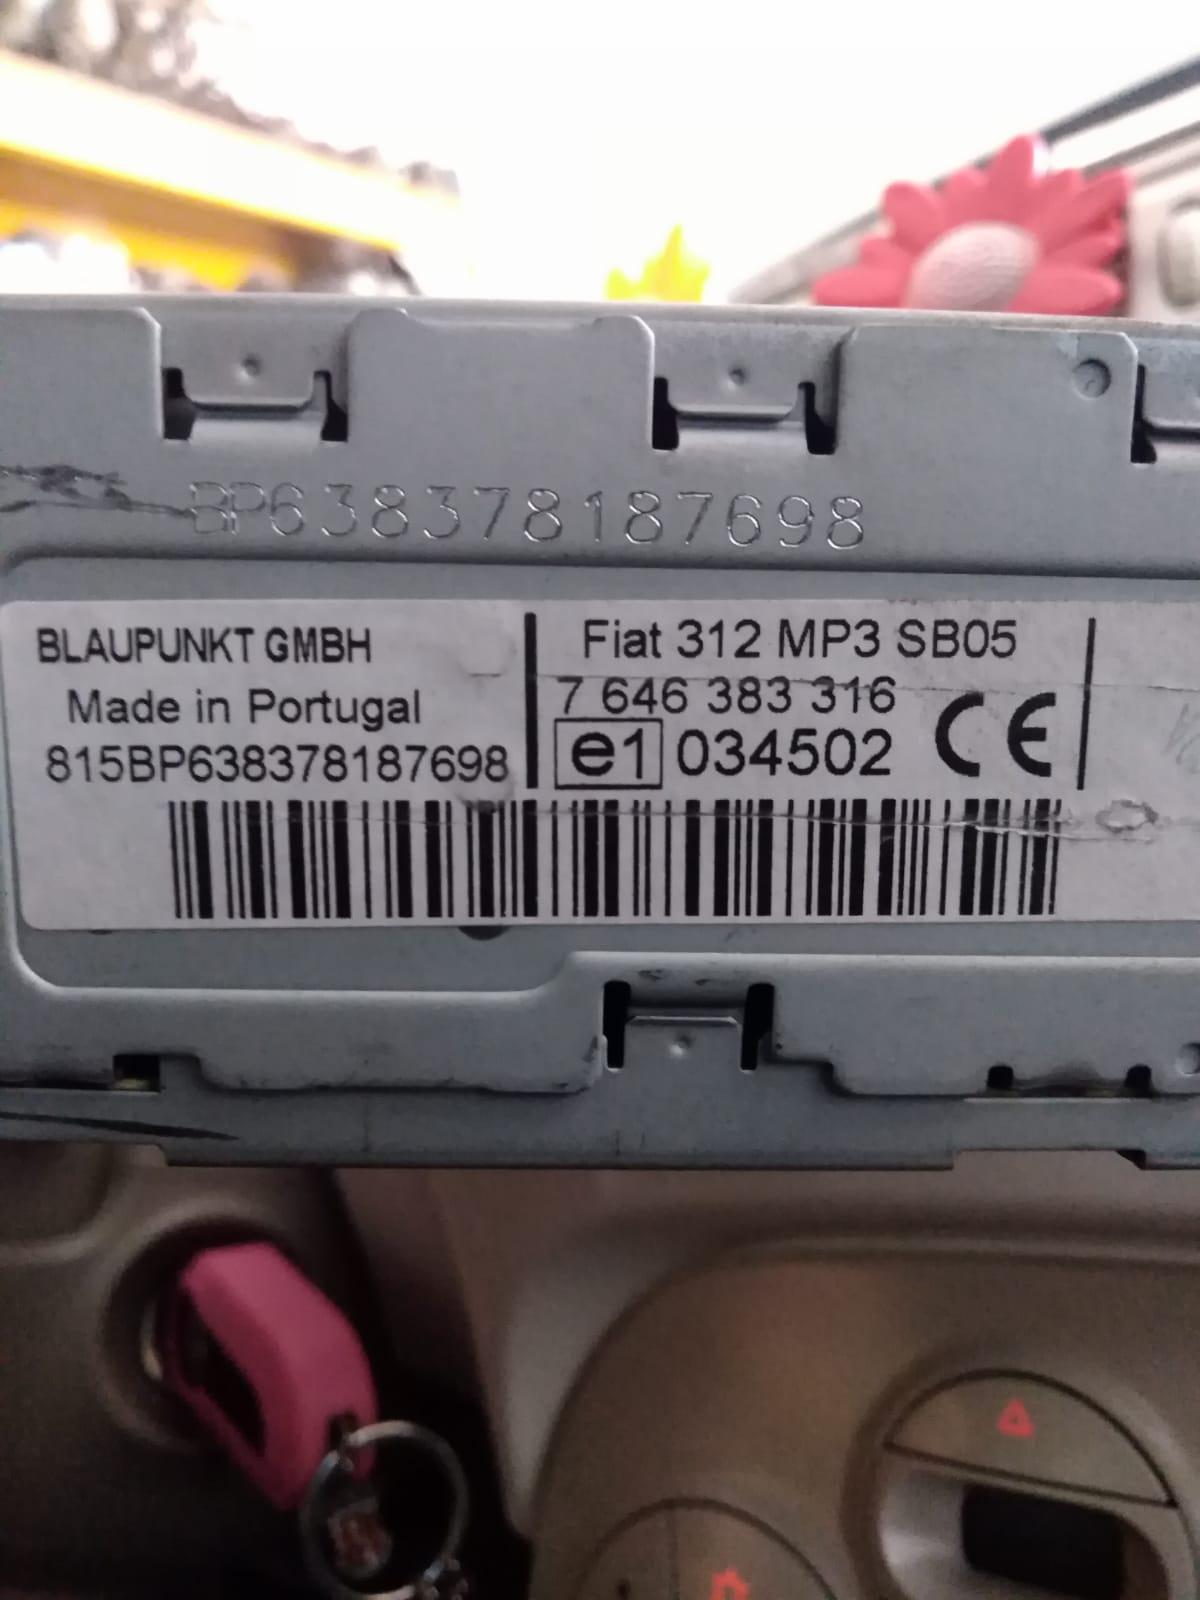 BP638378187698
BLAUPUNKT GMBH
Made in Portugal
815BP638378187698
Fiat 312 MP3 SB05
7 646 383 316
e1 034502 CE